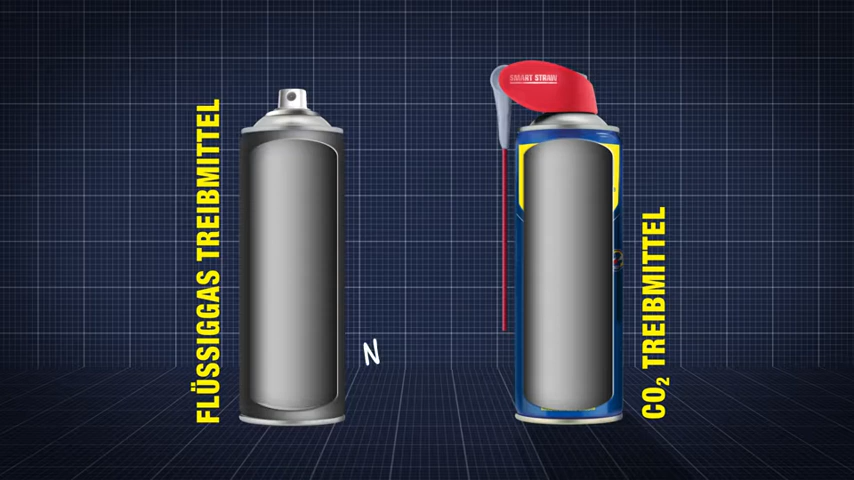 FLÜSSIGGAS TREIBMITTEL
SMART STRAW
N
CO₂ TREIBMITTEL